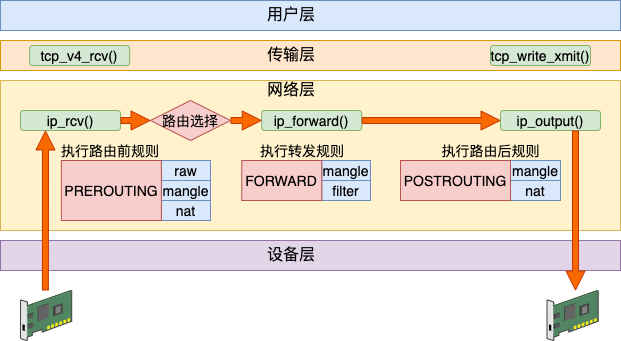 用户层
传输层
tcp_v4_rcv()
tcp_write_xmit()
网络层
ip_rcv()
路由选择
ip_forward()
ip_output()
执行路由前规则
执行转发规则
执行路由后规则
PREROUTING
raw
mangle
nat
FORWARD
mangle
filter
POSTROUTING
mangle
nat
设备层